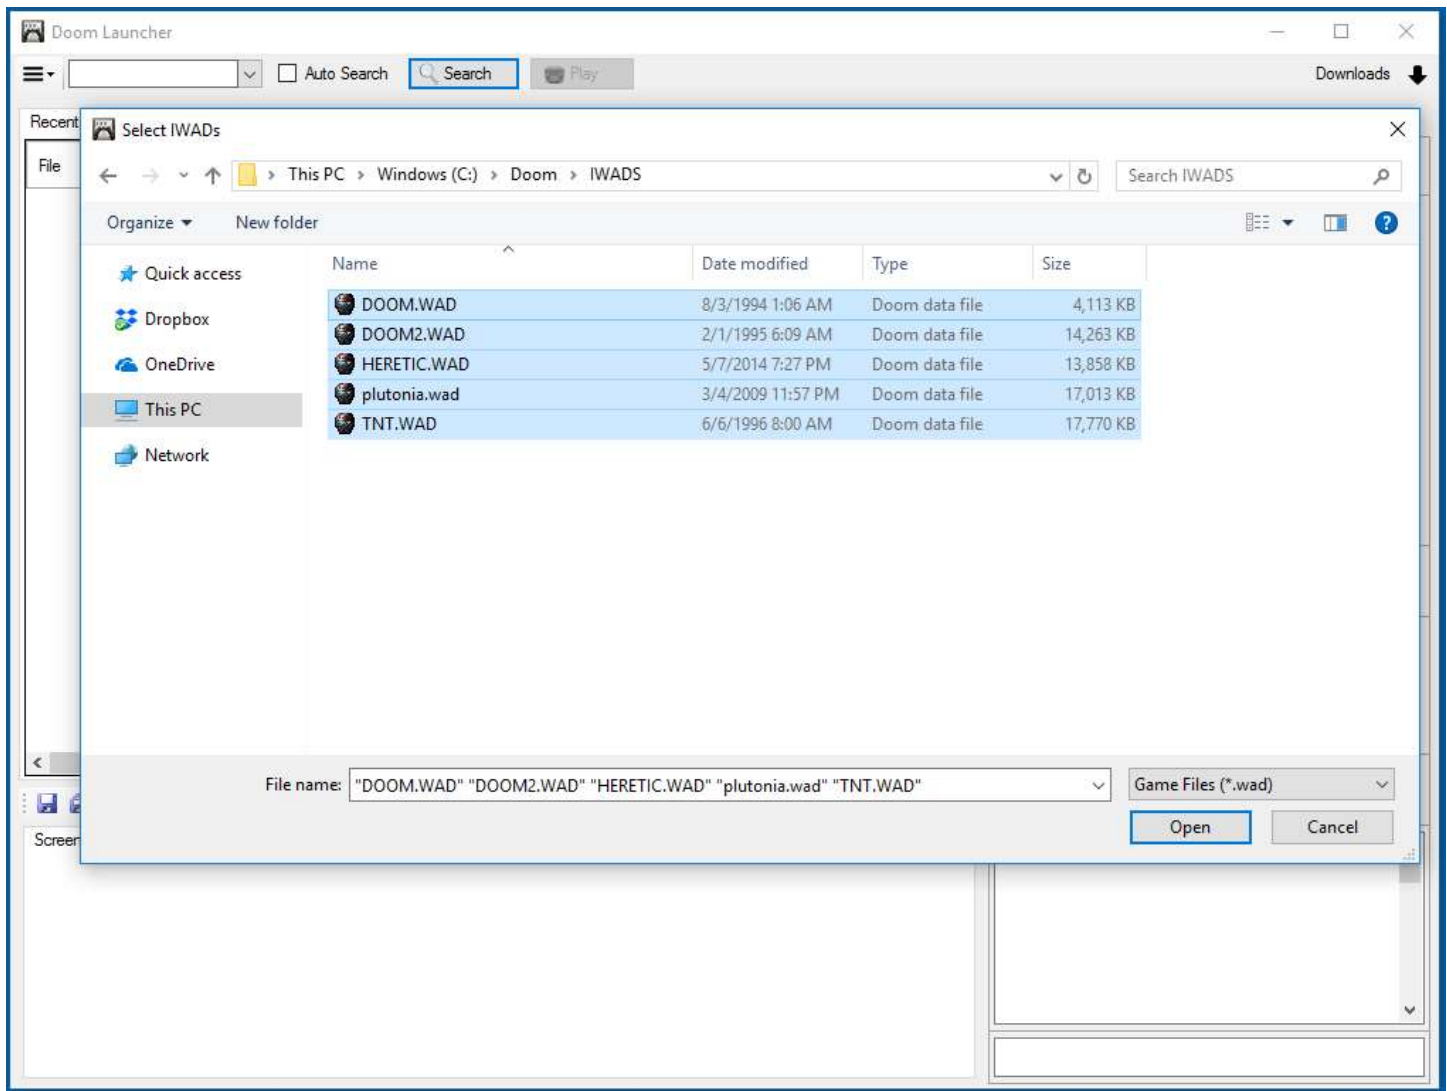 Doom Launcher
Auto Search Search Play Downloads
Recent
Select IWADs
File
This PC > Windows (C:) > Doom > IWADS Search IWADS
Organize New folder
Name Date modified Type Size
Quick access
Dropbox
OneDrive
This PC
Network
DOOM.WAD 8/3/1994 1:06 AM Doom data file 4,113 KB
DOOM2.WAD 2/1/1995 6:09 AM Doom data file 14,263 KB
HERETIC.WAD 5/7/2014 7:27 PM Doom data file 13,858 KB
plutonia.wad 3/4/2009 11:57 PM Doom data file 17,013 KB
TNT.WAD 6/6/1996 8:00 AM Doom data file 17,770 KB
File name: "DOOM.WAD" "DOOM2.WAD" "HERETIC.WAD" "plutonia.wad" "TNT.WAD" Game Files (*.wad)
Open Cancel
Screen